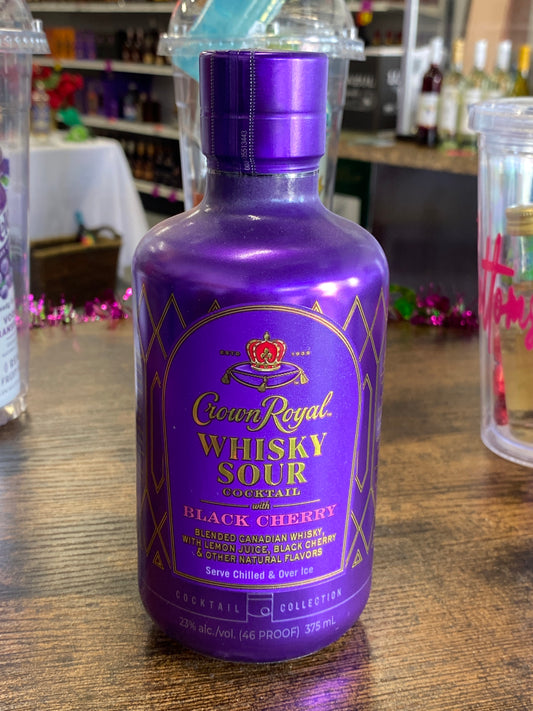 ESTD 1939
Crown Royal
WHISKY
SOUR
COCKTAIL
with
BLACK CHERRY
BLENDED CANADIAN WHISKY,
WITH LEMON JUICE, BLACK CHERRY
& OTHER NATURAL FLAVORS
Serve Chilled & Over Ice
COCKTAIL COLLECTION
23% alc./vol. (46 PROOF) 375 mL